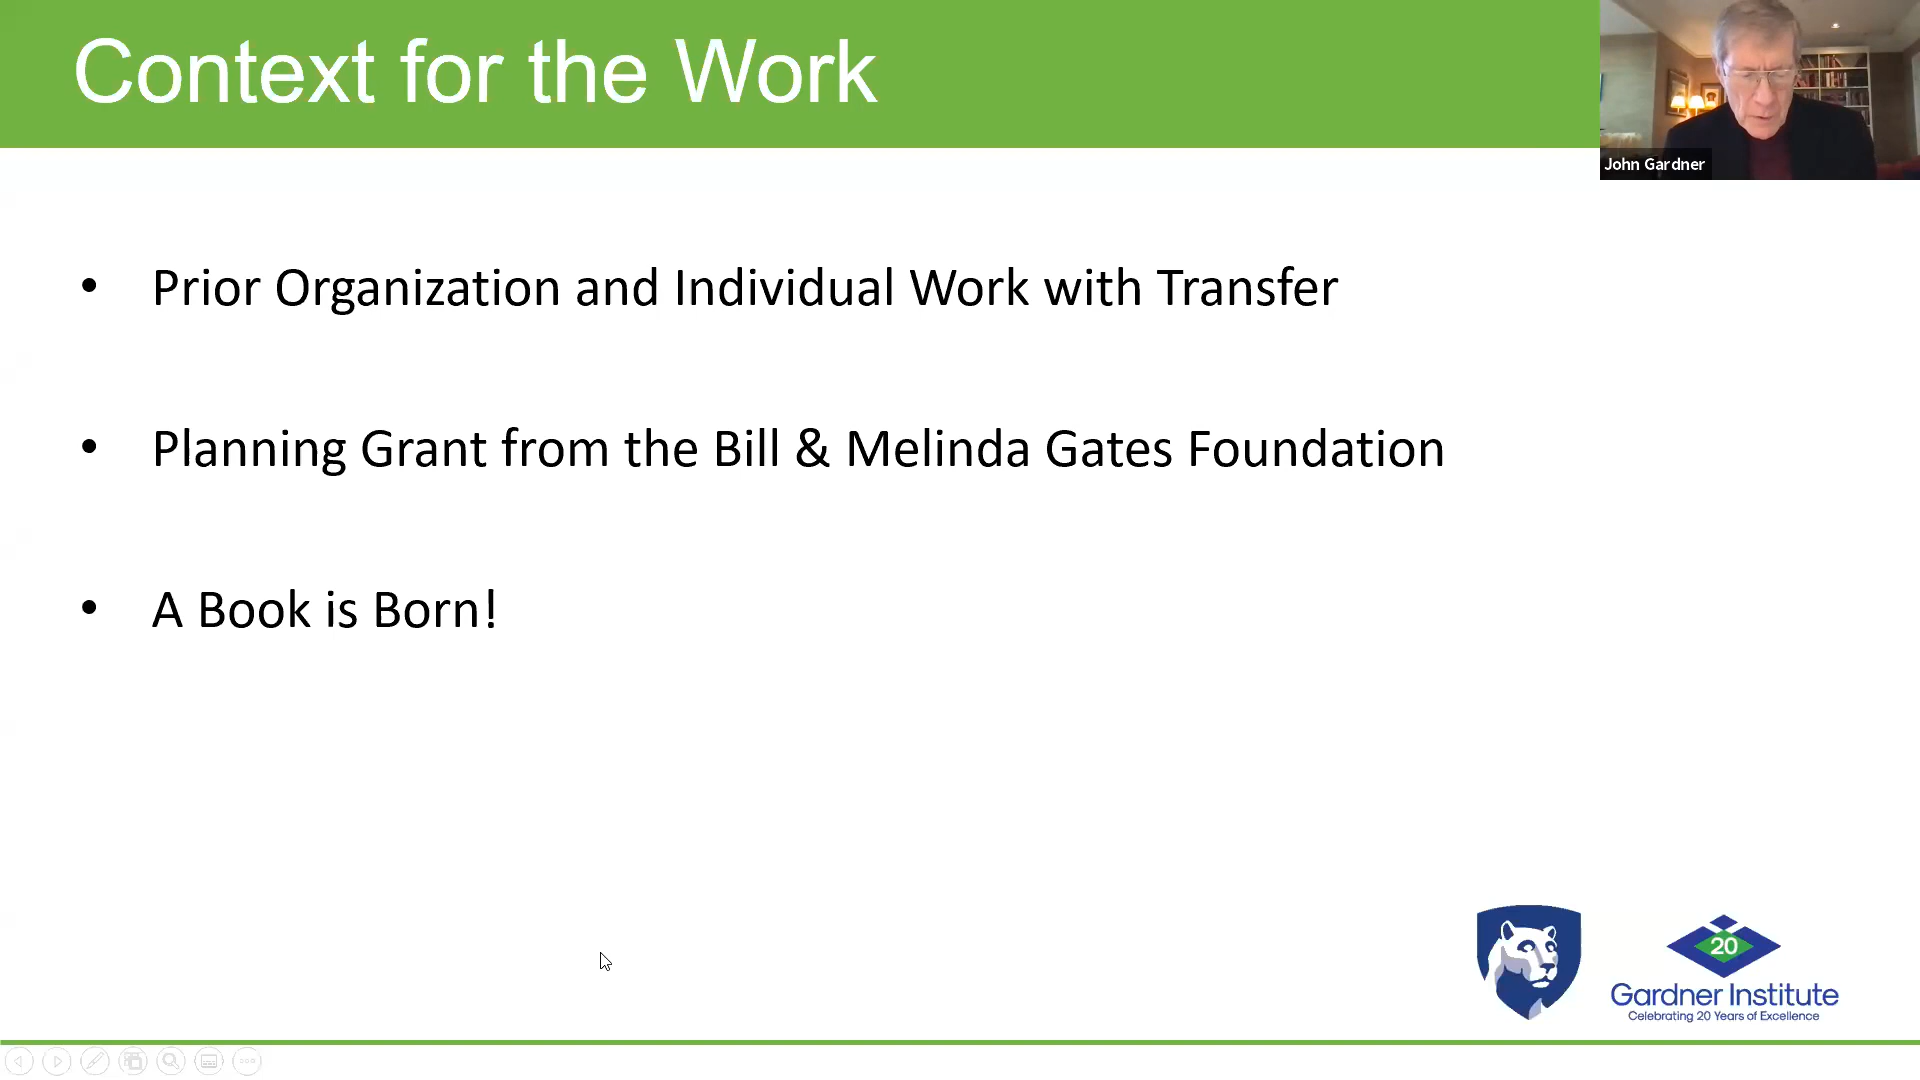 Context for the Work
John Gardner
• Prior Organization and Individual Work with Transfer
• Planning Grant from the Bill & Melinda Gates Foundation
• A Book is Born!
20
Gardner Institute
Celebrating 20 Years of Excellence